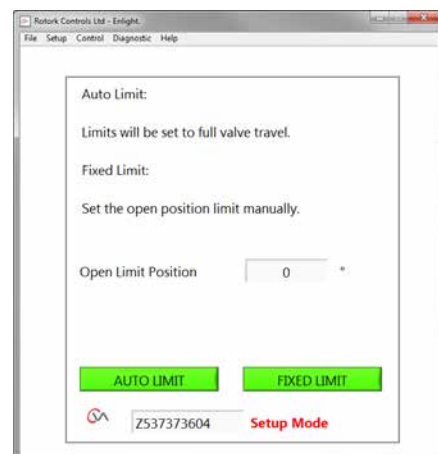 Rotork Controls Ltd - Enlight.
File Setup Control Diagnostic Help
Auto Limit:
Limits will be set to full valve travel.
Fixed Limit:
Set the open position limit manually.
Open Limit Position 0 °
AUTO LIMIT FIXED LIMIT
Z537373604 Setup Mode